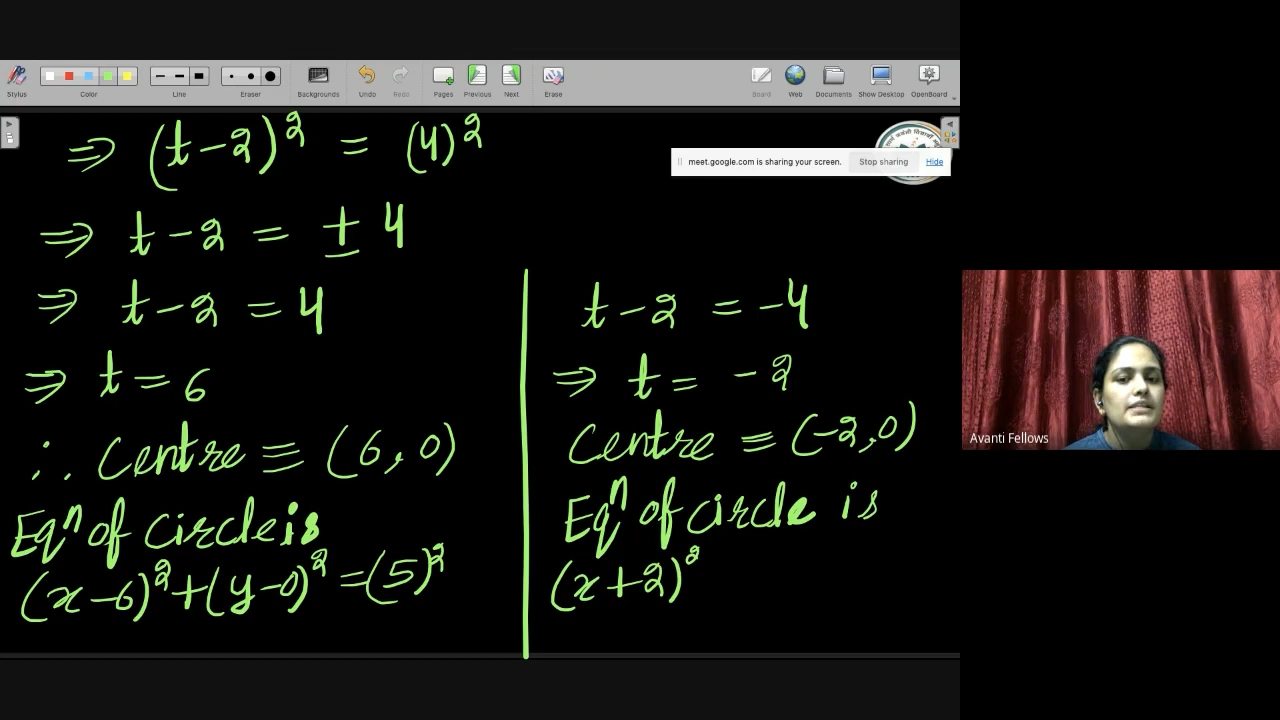 Stylus Color Line Eraser Backgrounds Undo Redo Pages Previous Next Erase Board Web Documents Show Desktop OpenBoard
meet.google.com is sharing your screen. Stop sharing Hide
⇒ (t-2)² = (4)²
⇒ t-2 = ± 4
⇒ t-2 = 4
⇒ t = 6
∴ Centre ≡ (6, 0)
Eqⁿ of circle is
(x-6)²+(y-0)² = (5)²
t-2 = -4
⇒ t = -2
Centre ≡ (-2,0)
Eqⁿ of circle is
(x+2)²
Avanti Fellows